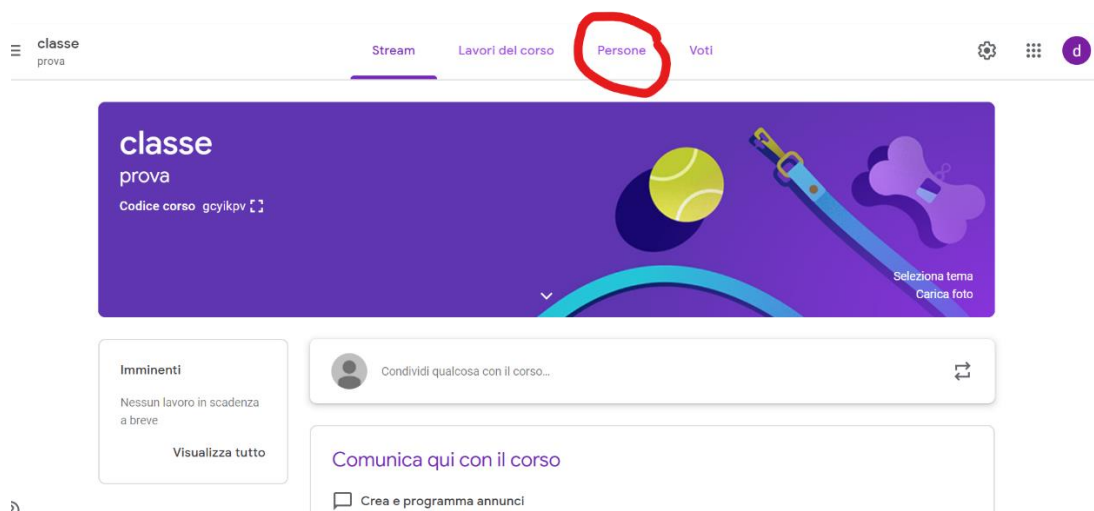 classe
prova
Stream
Lavori del corso
Persone
Voti
d
classe
prova
Codice corso gcyikpv
Seleziona tema
Carica foto
Imminenti
Nessun lavoro in scadenza
a breve
Visualizza tutto
Condividi qualcosa con il corso...
Comunica qui con il corso
Crea e programma annunci